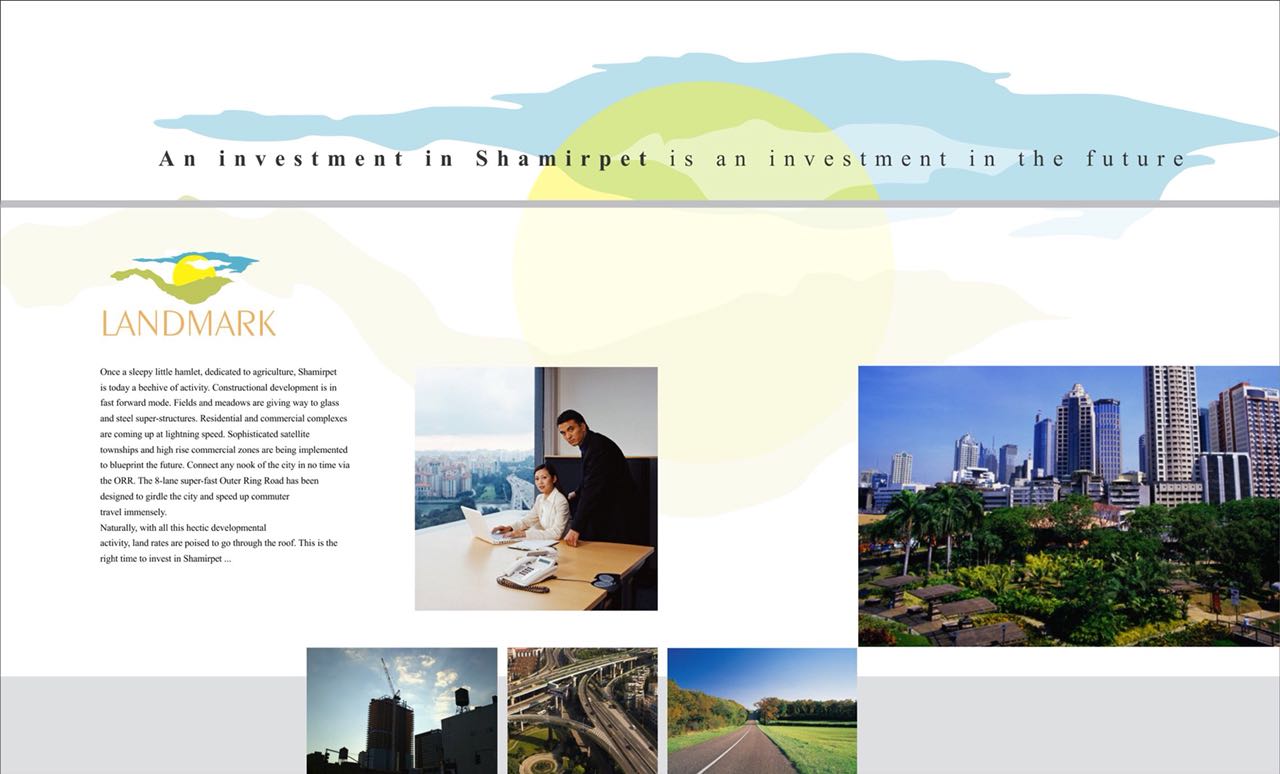 An investment in Shamirpet is an investment in the future
LANDMARK
Once a sleepy little hamlet, dedicated to agriculture, Shamirpet
is today a beehive of activity. Constructional development is in
fast forward mode. Fields and meadows are giving way to glass
and steel super-structures. Residential and commercial complexes
are coming up at lightning speed. Sophisticated satellite
townships and high rise commercial zones are being implemented
to blueprint the future. Connect any nook of the city in no time via
the ORR. The 8-lane super-fast Outer Ring Road has been
designed to girdle the city and speed up commuter
travel immensely.
Naturally, with all this hectic developmental
activity, land rates are poised to go through the roof. This is the
right time to invest in Shamirpet ...